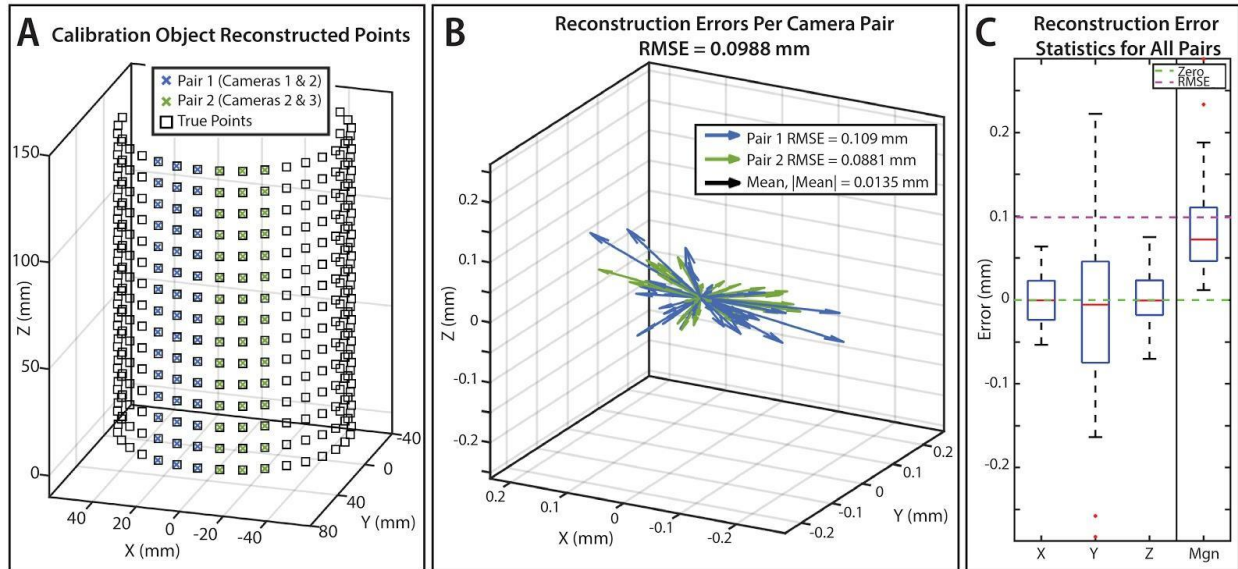 A Calibration Object Reconstructed Points
Pair 1 (Cameras 1 & 2)
Pair 2 (Cameras 2 & 3)
True Points
150
100
50
0
Z (mm)
40
20
0
-20
-40
X (mm)
-40
0
40
80
Y (mm)
B Reconstruction Errors Per Camera Pair
RMSE = 0.0988 mm
Pair 1 RMSE = 0.109 mm
Pair 2 RMSE = 0.0881 mm
Mean, |Mean| = 0.0135 mm
0.2
0.1
0
-0.1
-0.2
Z (mm)
0.2
0.1
0
-0.1
-0.2
X (mm)
0.2
0.1
0
-0.1
-0.2
Y (mm)
C Reconstruction Error
Statistics for All Pairs
Zero
RMSE
0.2
0.1
0
-0.1
-0.2
Error (mm)
X Y Z Mgn